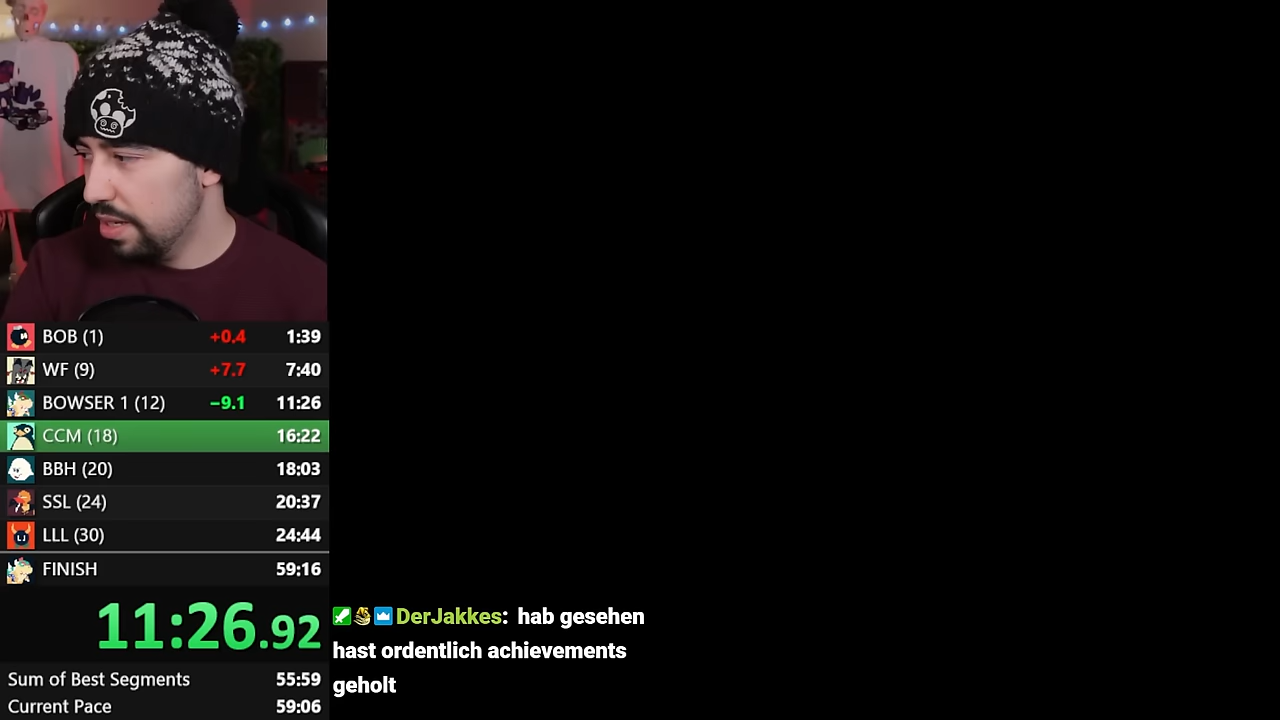 BOB (1) +0.4 1:39
WF (9) +7.7 7:40
BOWSER 1 (12) −9.1 11:26
CCM (18) 16:22
BBH (20) 18:03
SSL (24) 20:37
LLL (30) 24:44
FINISH 59:16
11:26.92
Sum of Best Segments 55:59
Current Pace 59:06
DerJakkes: hab gesehen
hast ordentlich achievements
geholt